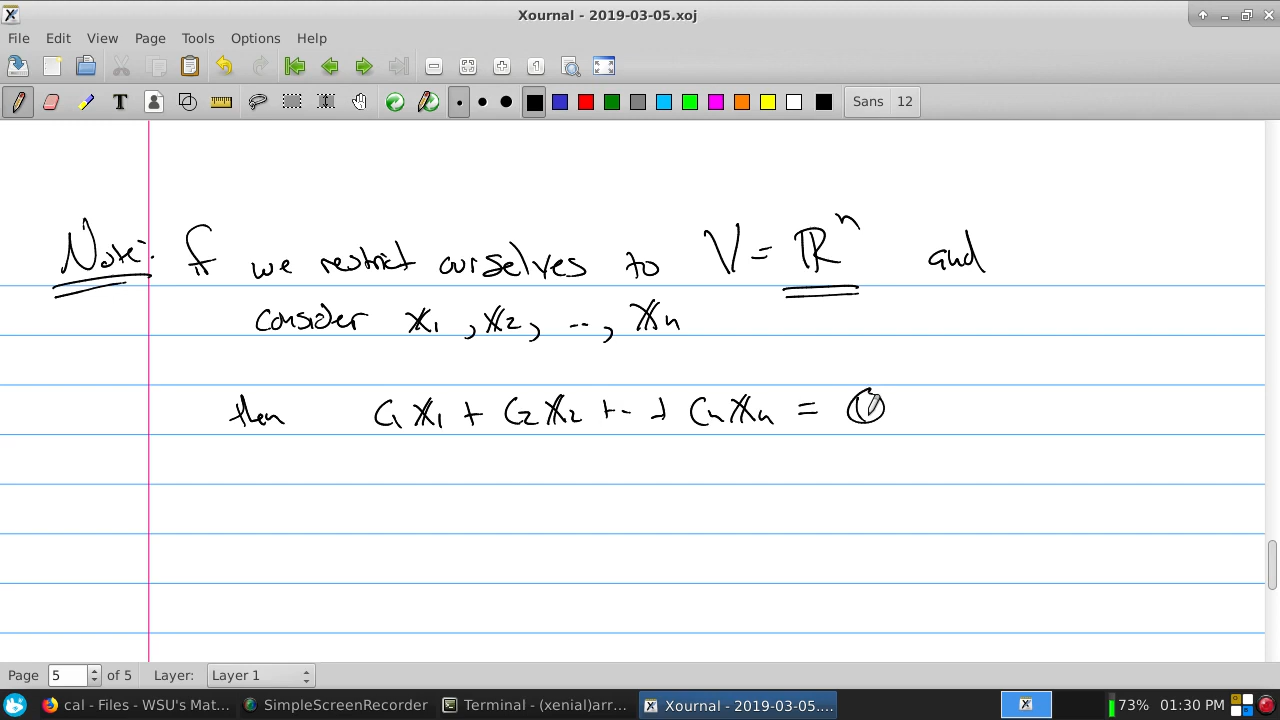 Xournal - 2019-03-05.xoj
File Edit View Page Tools Options Help
Sans 12
Note: If we restrict ourselves to V = ℝⁿ and
consider 𝕏₁, 𝕏₂, .., 𝕏ₙ
then C₁𝕏₁ + C₂𝕏₂ + ·· + Cₙ𝕏ₙ = 𝕆
Page 5 of 5 Layer: Layer 1
cal - Files - WSU's Mat... SimpleScreenRecorder Terminal - (xenial)arr... Xournal - 2019-03-05.... 73% 01:30 PM